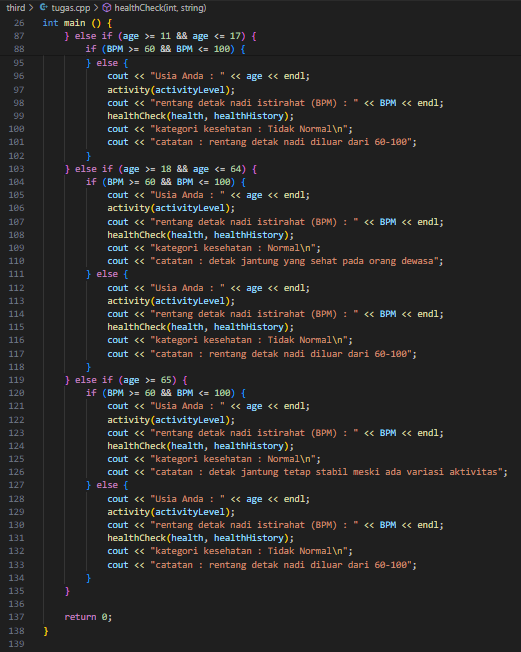 third > tugas.cpp > healthCheck(int, string)
26 int main () {
87     } else if (age >= 11 && age <= 17) {
88         if (BPM >= 60 && BPM <= 100) {
95         } else {
96             cout << "Usia Anda : " << age << endl;
97             activity(activityLevel);
98             cout << "rentang detak nadi istirahat (BPM) : " << BPM << endl;
99             healthCheck(health, healthHistory);
100             cout << "kategori kesehatan : Tidak Normal\n";
101             cout << "catatan : rentang detak nadi diluar dari 60-100";
102         }
103     } else if (age >= 18 && age <= 64) {
104         if (BPM >= 60 && BPM <= 100) {
105             cout << "Usia Anda : " << age << endl;
106             activity(activityLevel);
107             cout << "rentang detak nadi istirahat (BPM) : " << BPM << endl;
108             healthCheck(health, healthHistory);
109             cout << "kategori kesehatan : Normal\n";
110             cout << "catatan : detak jantung yang sehat pada orang dewasa";
111         } else {
112             cout << "Usia Anda : " << age << endl;
113             activity(activityLevel);
114             cout << "rentang detak nadi istirahat (BPM) : " << BPM << endl;
115             healthCheck(health, healthHistory);
116             cout << "kategori kesehatan : Tidak Normal\n";
117             cout << "catatan : rentang detak nadi diluar dari 60-100";
118         }
119     } else if (age >= 65) {
120         if (BPM >= 60 && BPM <= 100) {
121             cout << "Usia Anda : " << age << endl;
122             activity(activityLevel);
123             cout << "rentang detak nadi istirahat (BPM) : " << BPM << endl;
124             healthCheck(health, healthHistory);
125             cout << "kategori kesehatan : Normal\n";
126             cout << "catatan : detak jantung tetap stabil meski ada variasi aktivitas";
127         } else {
128             cout << "Usia Anda : " << age << endl;
129             activity(activityLevel);
130             cout << "rentang detak nadi istirahat (BPM) : " << BPM << endl;
131             healthCheck(health, healthHistory);
132             cout << "kategori kesehatan : Tidak Normal\n";
133             cout << "catatan : rentang detak nadi diluar dari 60-100";
134         }
135     }
136
137     return 0;
138 }
139